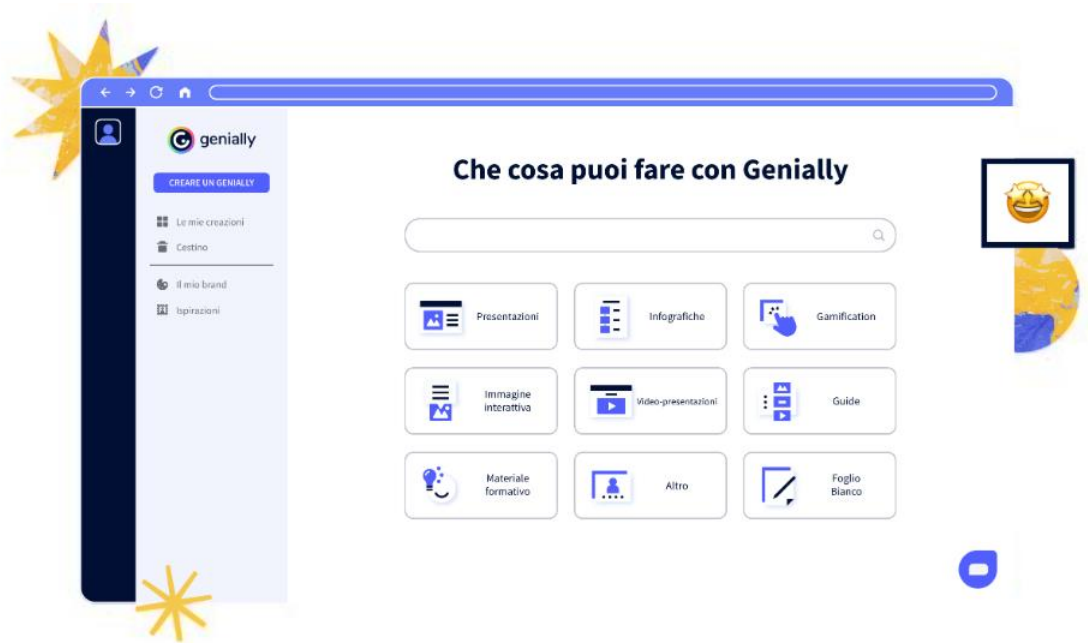 genially
CREARE UN GENIALLY
Le mie creazioni
Cestino
Il mio brand
Ispirazioni
Che cosa puoi fare con Genially
Presentazioni
Infografiche
Gamification
Immagine
interattiva
Video-presentazioni
Guide
Materiale
formativo
Altro
Foglio
Bianco